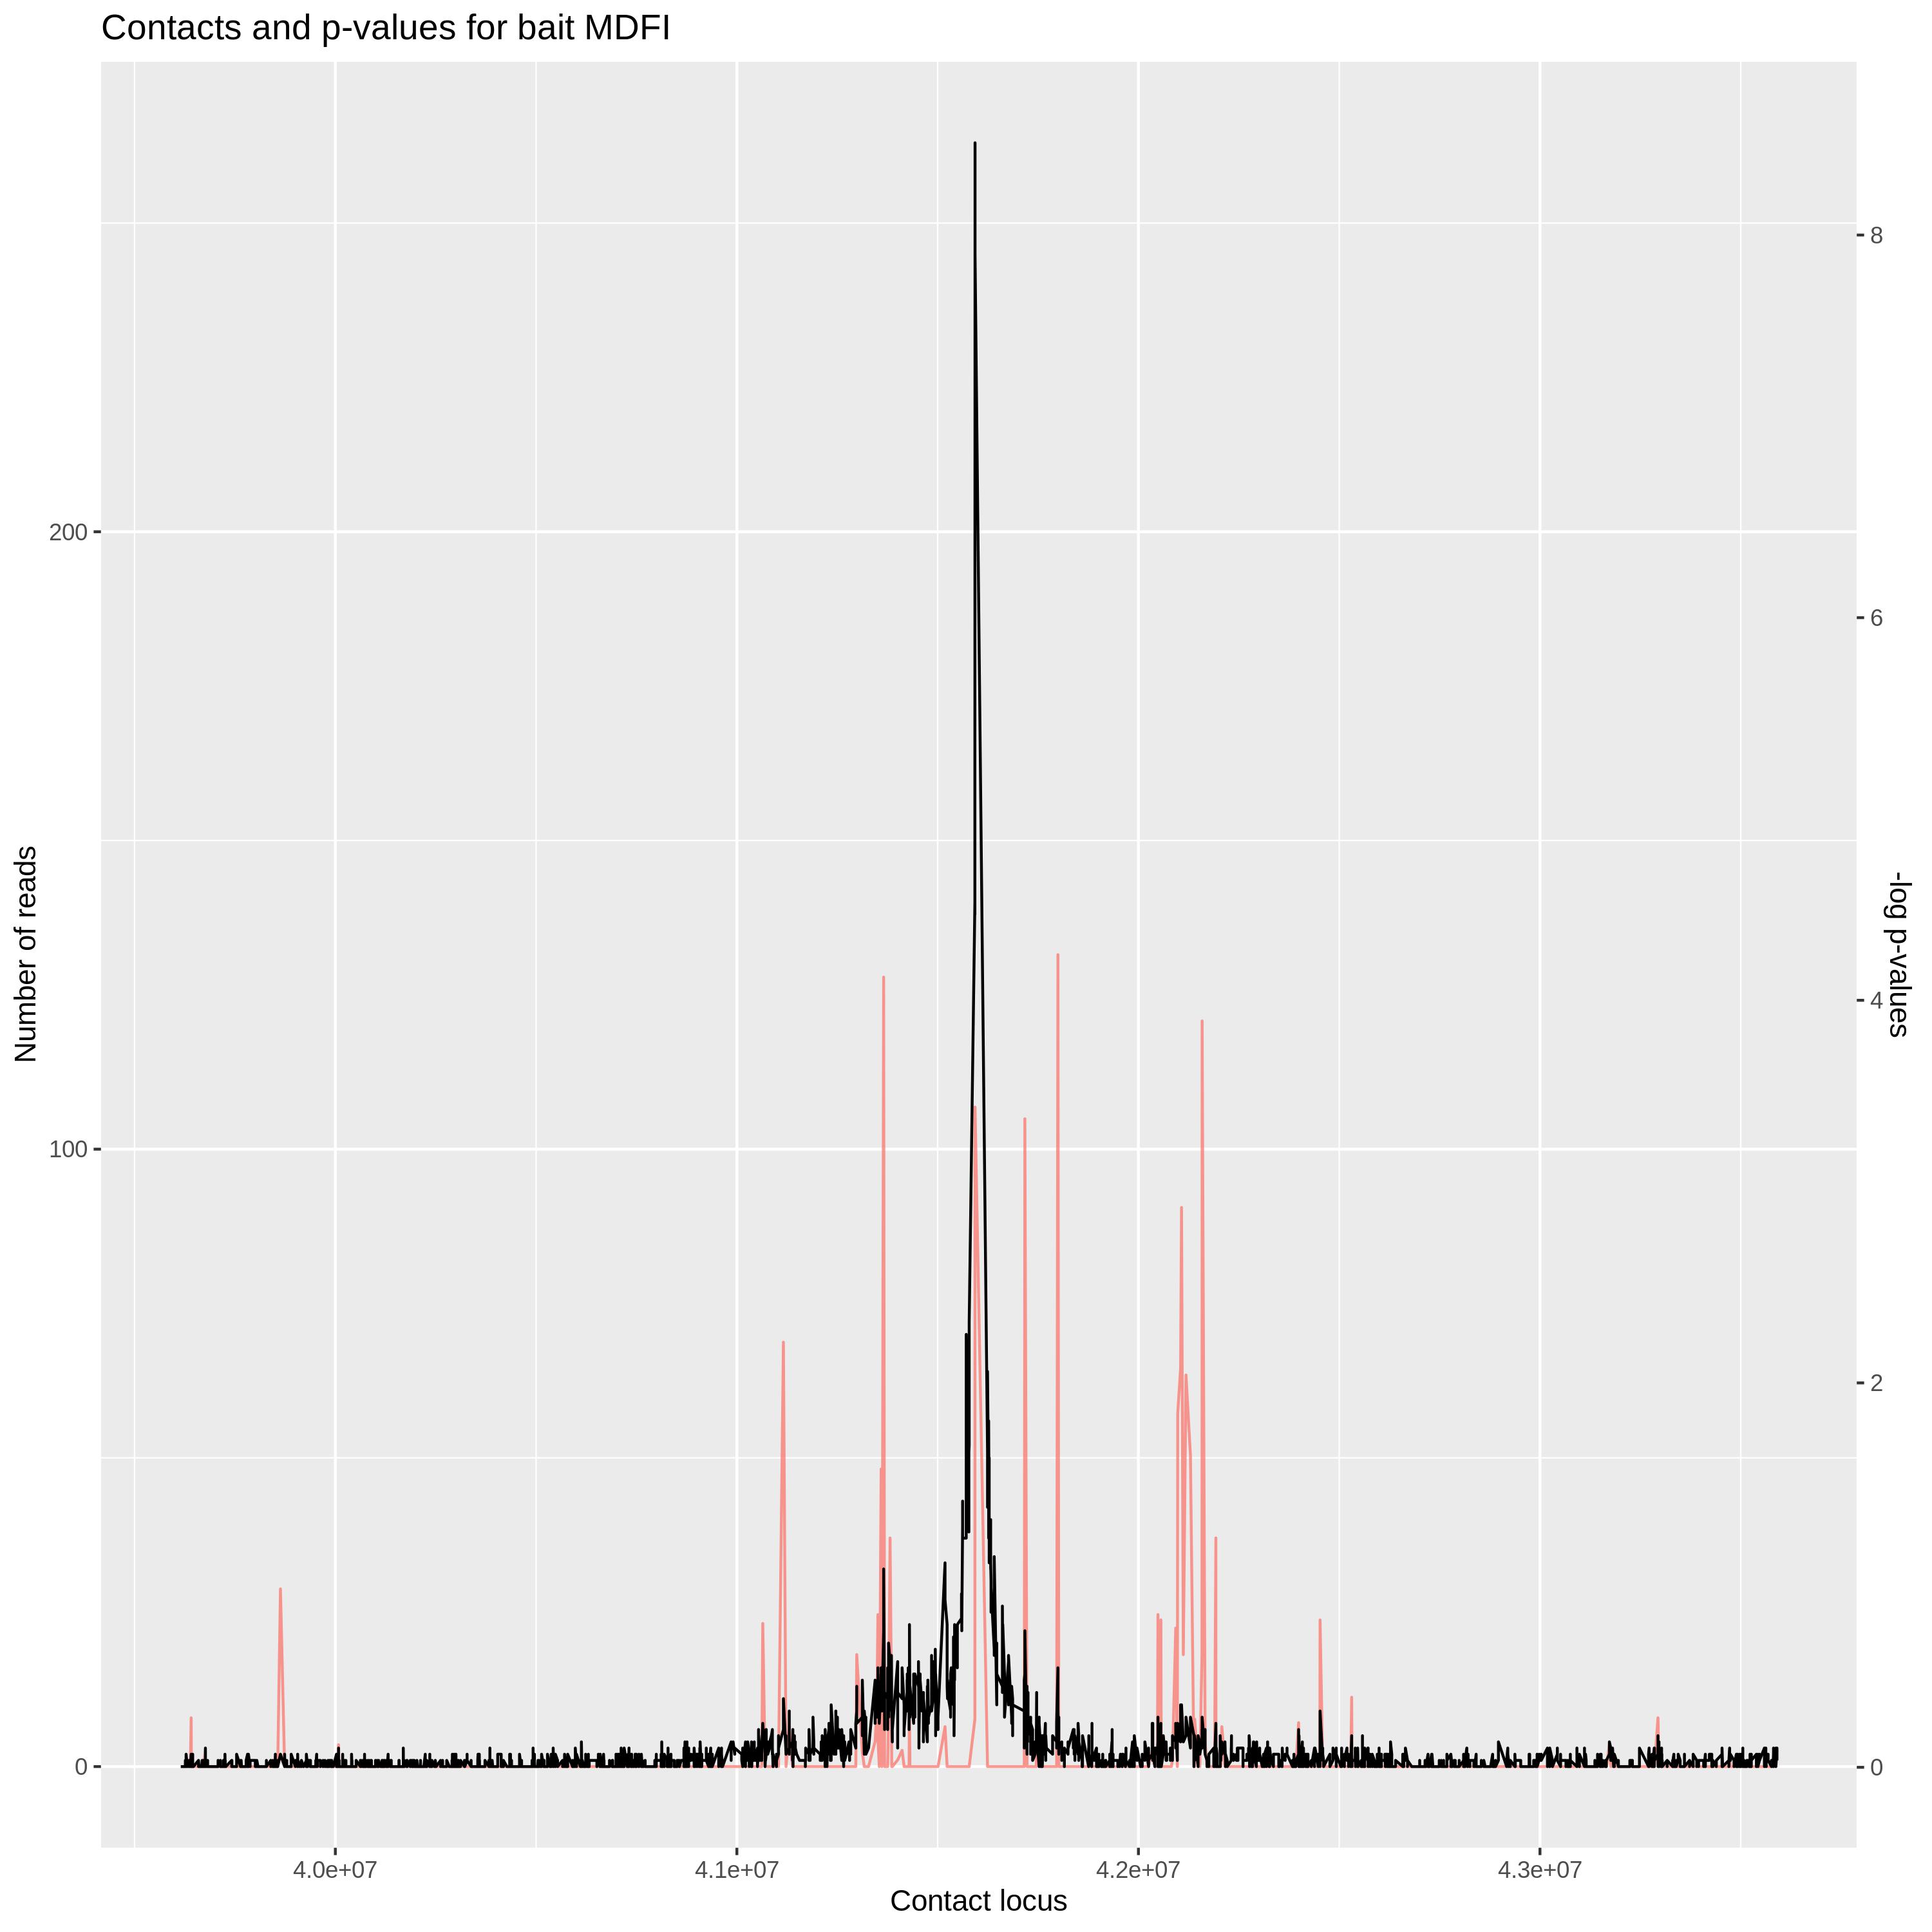 Contacts and p-values for bait MDFI
Number of reads
200
100
0
8
6
4
2
0
-log p-values
4.0e+07
4.1e+07
4.2e+07
4.3e+07
Contact locus